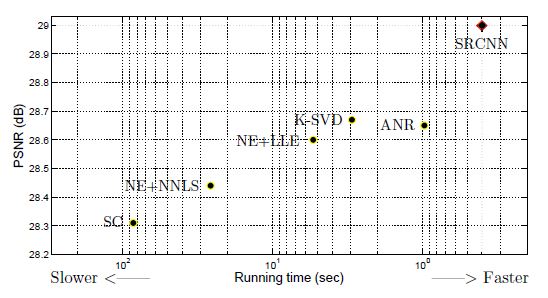 29
SRCNN
28.9
28.8
28.7
K-SVD
ANR
28.6
NE+LLE
28.5
NE+NNLS
28.4
SC
28.3
28.2
PSNR (dB)
10² 10¹ 10⁰
Slower <—— Running time (sec) ——> Faster